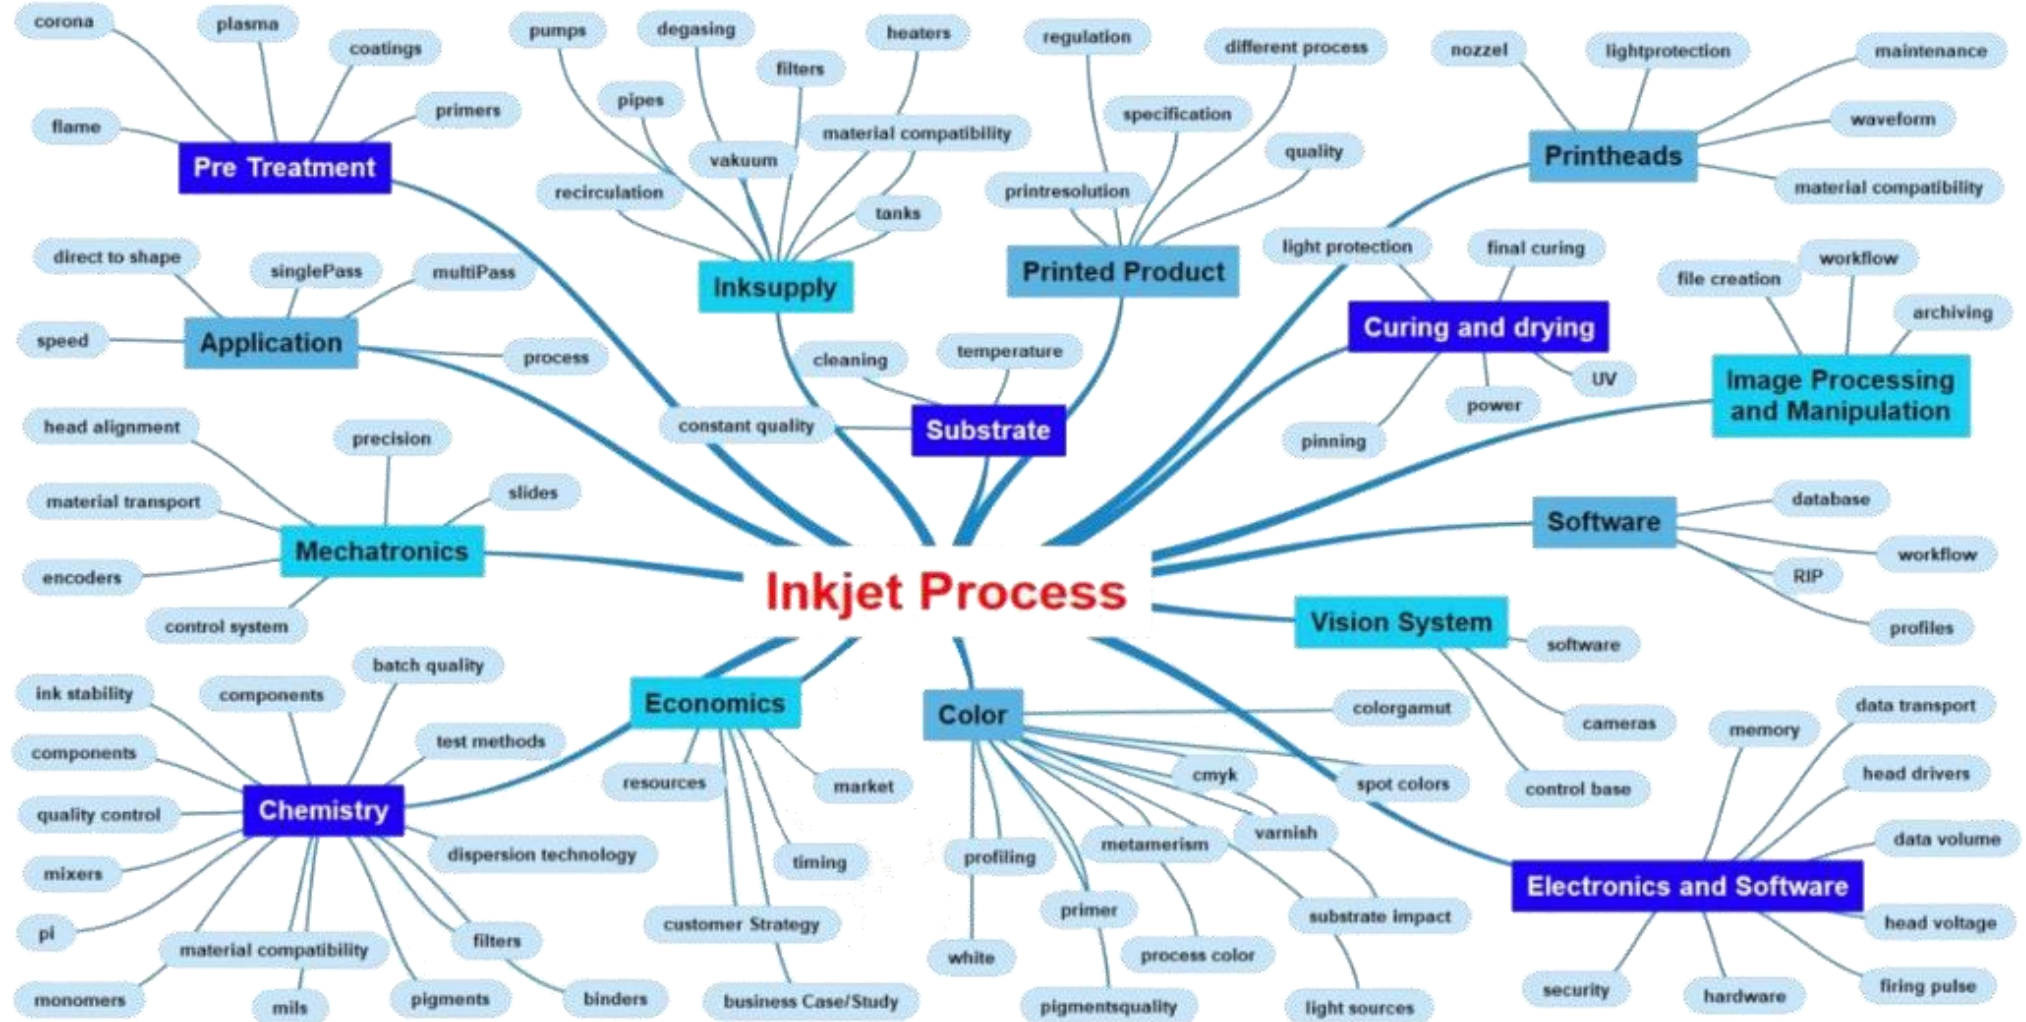 corona
plasma
coatings
flame
primers
Pre Treatment
pumps
degasing
heaters
filters
pipes
material compatibility
vakuum
recirculation
tanks
Inksupply
regulation
different process
specification
quality
printresolution
Printed Product
nozzel
lightprotection
maintenance
waveform
material compatibility
Printheads
direct to shape
singlePass
multiPass
speed
process
Application
light protection
final curing
Curing and drying
UV
power
pinning
file creation
workflow
archiving
Image Processing
and Manipulation
cleaning
temperature
constant quality
Substrate
head alignment
precision
slides
material transport
Mechatronics
encoders
control system
Inkjet Process
Software
database
workflow
RIP
profiles
Vision System
software
cameras
control base
ink stability
components
batch quality
components
test methods
quality control
Chemistry
mixers
dispersion technology
pi
material compatibility
filters
monomers
mils
pigments
binders
Economics
resources
market
timing
customer Strategy
business Case/Study
Color
colorgamut
cmyk
spot colors
profiling
metamerism
varnish
primer
substrate impact
white
process color
pigmentsquality
light sources
memory
data transport
head drivers
data volume
Electronics and Software
head voltage
security
hardware
firing pulse